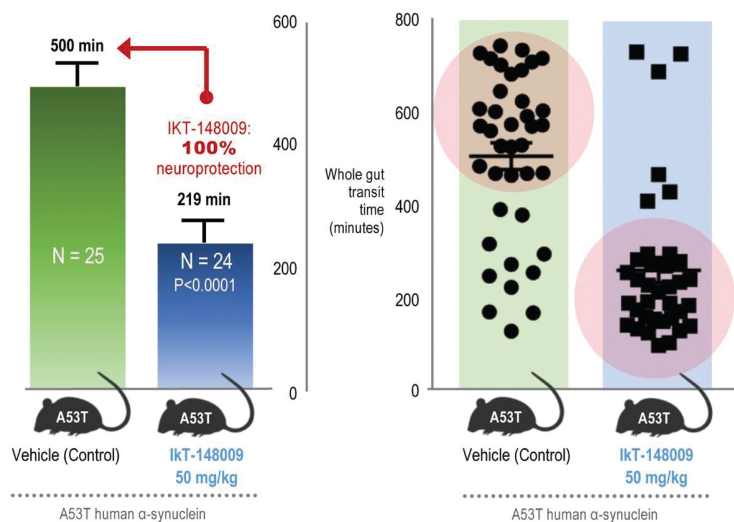 500 min
IKT-148009:
100%
neuroprotection
219 min
N = 25
N = 24
P<0.0001
600
400
200
0
A53T
A53T
Vehicle (Control)
IkT-148009
50 mg/kg
A53T human α-synuclein
Whole gut
transit
time
(minutes)
800
600
400
200
0
A53T
A53T
Vehicle (Control)
IkT-148009
50 mg/kg
A53T human α-synuclein